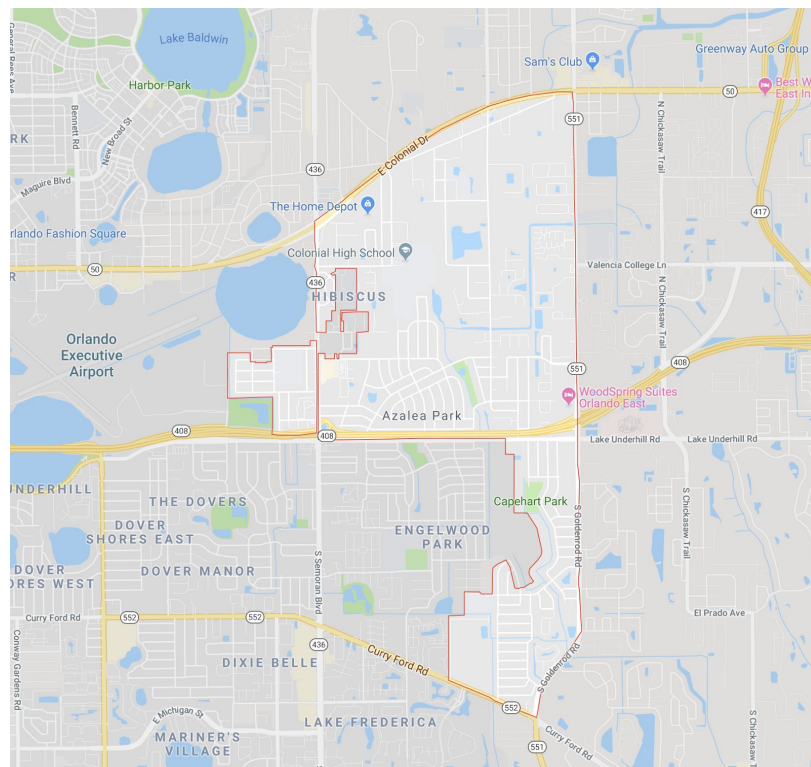 General Rees Ave
Lake Baldwin
Sam's Club
Greenway Auto Group
Harbor Park
Best W
East In
50
Bennett Rd
New Broad St
551
N Chickasaw Trail
RK
E Colonial Dr
436
Maguire Blvd
The Home Depot
417
rlando Fashion Square
Colonial High School
50
R
Valencia College Ln
436
HIBISCUS
N Chickasaw Trail
Orlando
Executive
Airport
408
551
WoodSpring Suites
Orlando East
Azalea Park
408
408
Lake Underhill Rd
Lake Underhill Rd
UNDERHILL
THE DOVERS
Capehart Park
S Goldenrod Rd
S Chickasaw Trail
DOVER
SHORES EAST
ENGELWOOD
PARK
DOVER
ORES WEST
DOVER MANOR
S Semoran Blvd
Curry Ford Rd
552
552
El Prado Ave
436
Conway Gardens Rd
DIXIE BELLE
Curry Ford Rd
S Goldenrod Rd
E Michigan St
LAKE FREDERICA
552
S Chickasaw Trail
MARINER'S
VILLAGE
551
Curry Ford Rd